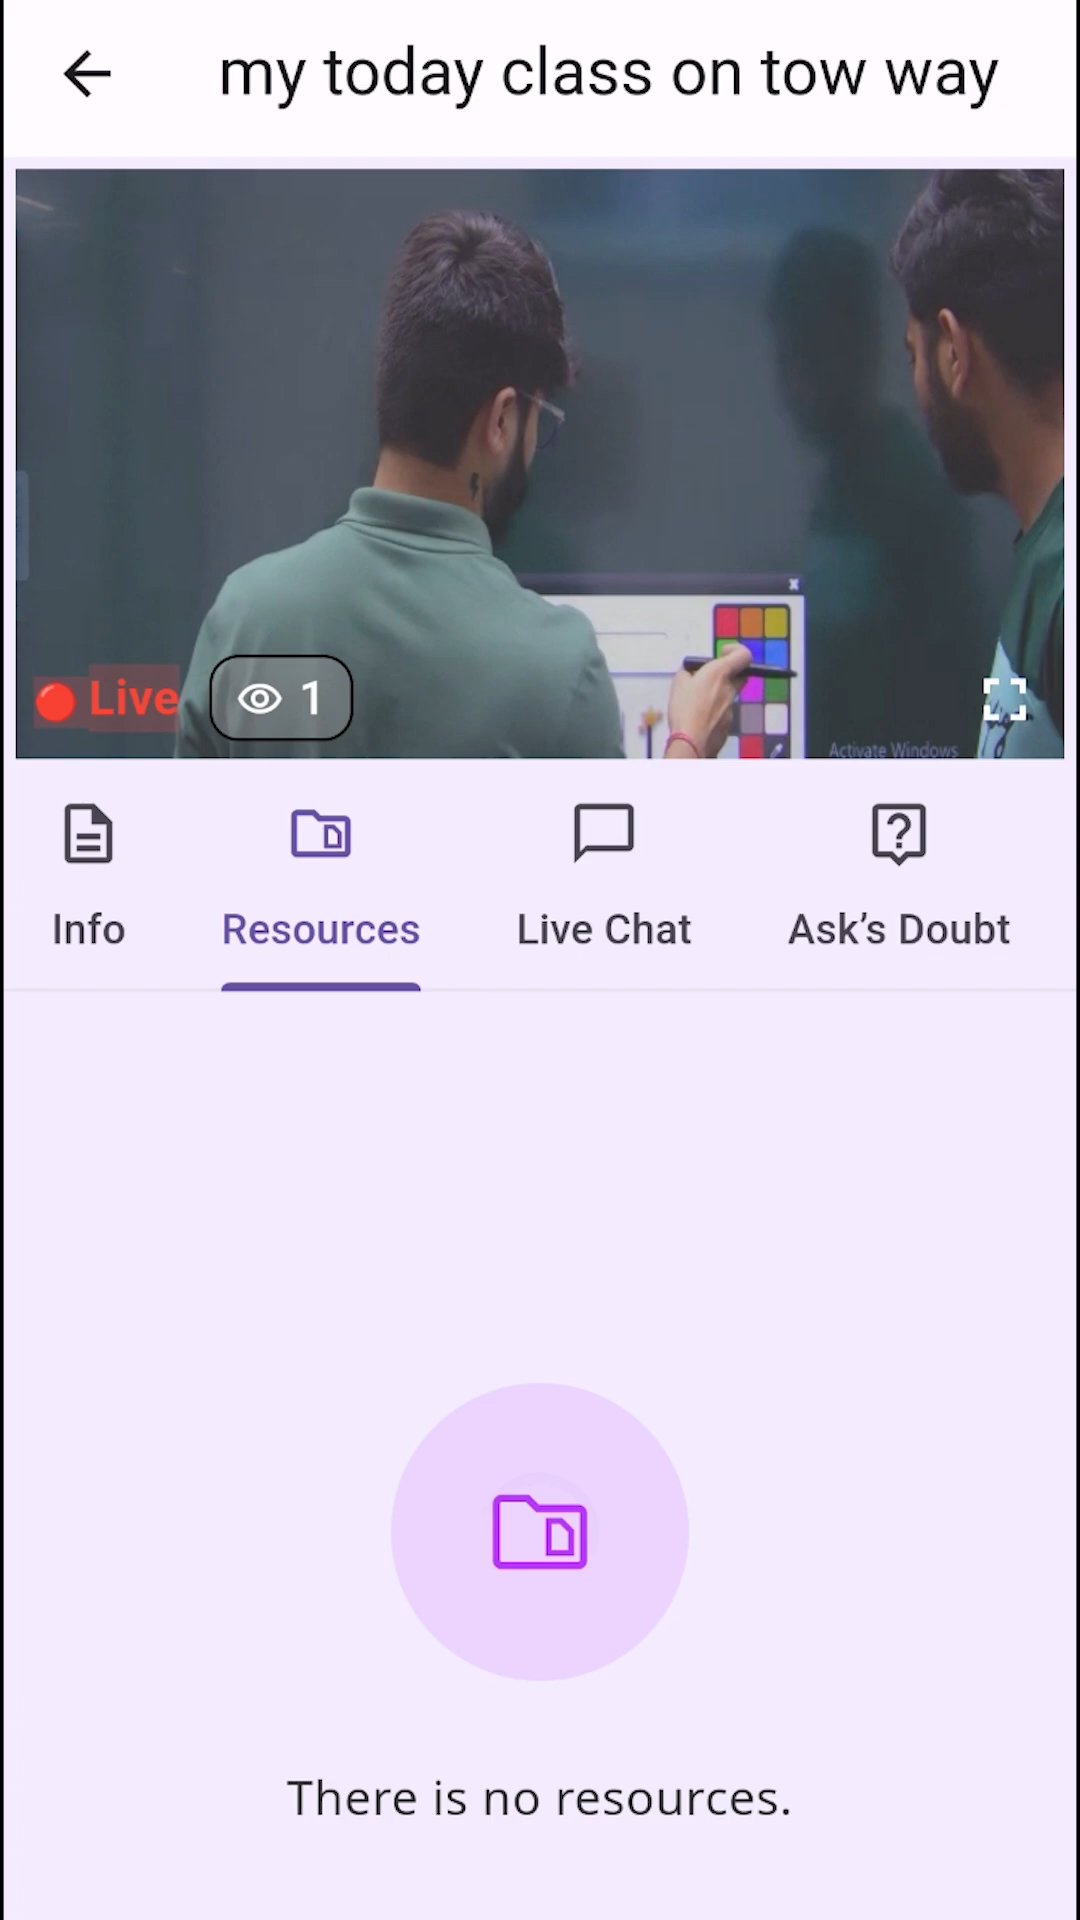 my today class on tow way
Live
1
Activate Windows
Info
Resources
Live Chat
Ask’s Doubt
There is no resources.